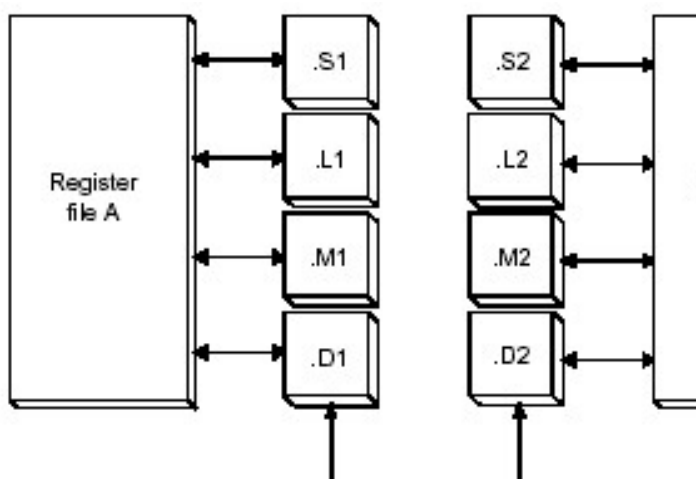 .S1
.S2
.L1
.L2
Register
file A
.M1
.M2
.D1
.D2